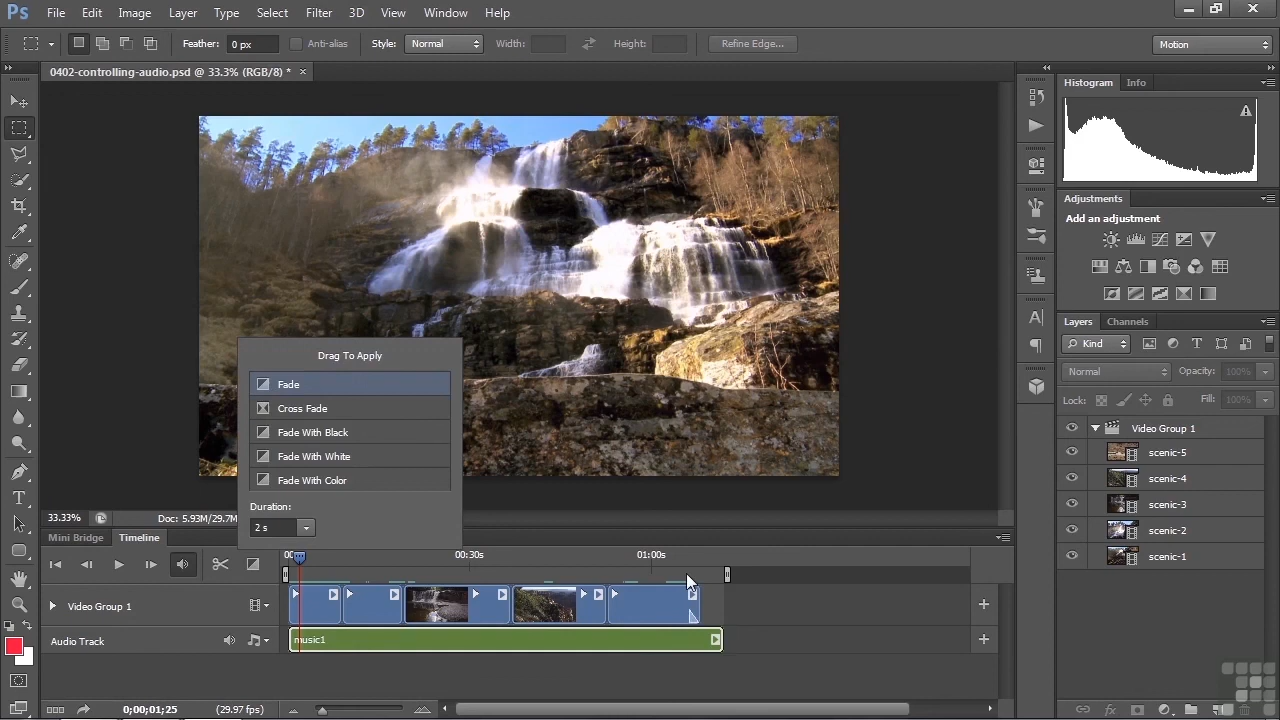 Ps File Edit Image Layer Type Select Filter 3D View Window Help
Feather: 0 px Anti-alias Style: Normal Width: Height: Refine Edge... Motion
0402-controlling-audio.psd @ 33.3% (RGB/8) * ×
Histogram Info
Adjustments
Add an adjustment
Layers Channels
Kind
Normal Opacity: 100%
Lock: Fill: 100%
Video Group 1
scenic-5
scenic-4
scenic-3
scenic-2
scenic-1
Drag To Apply
Fade
Cross Fade
Fade With Black
Fade With White
Fade With Color
Duration:
2 s
33.33% Doc: 5.93M/29.7M
Mini Bridge Timeline
00 00:30s 01:00s
Video Group 1
Audio Track music1
0;00;01;25 (29.97 fps)